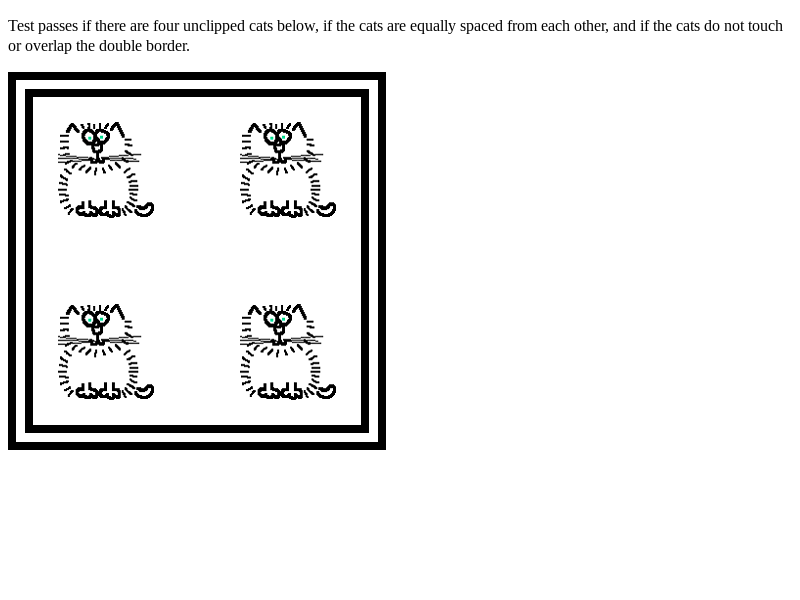 Test passes if there are four unclipped cats below, if the cats are equally spaced from each other, and if the cats do not touch
or overlap the double border.